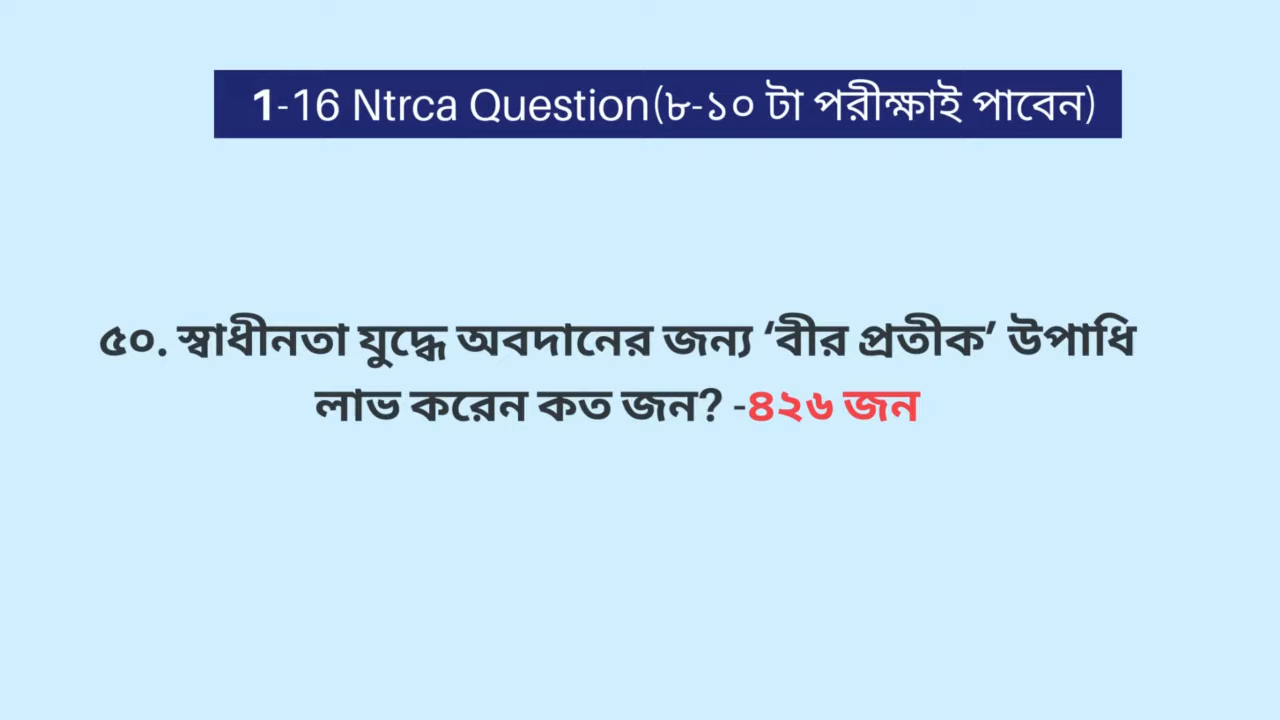 1-16 Ntrca Question(৮-১০ টা পরীক্ষাই পাবেন)
৫০. স্বাধীনতা যুদ্ধে অবদানের জন্য ‘বীর প্রতীক’ উপাধি
লাভ করেন কত জন? -৪২৬ জন